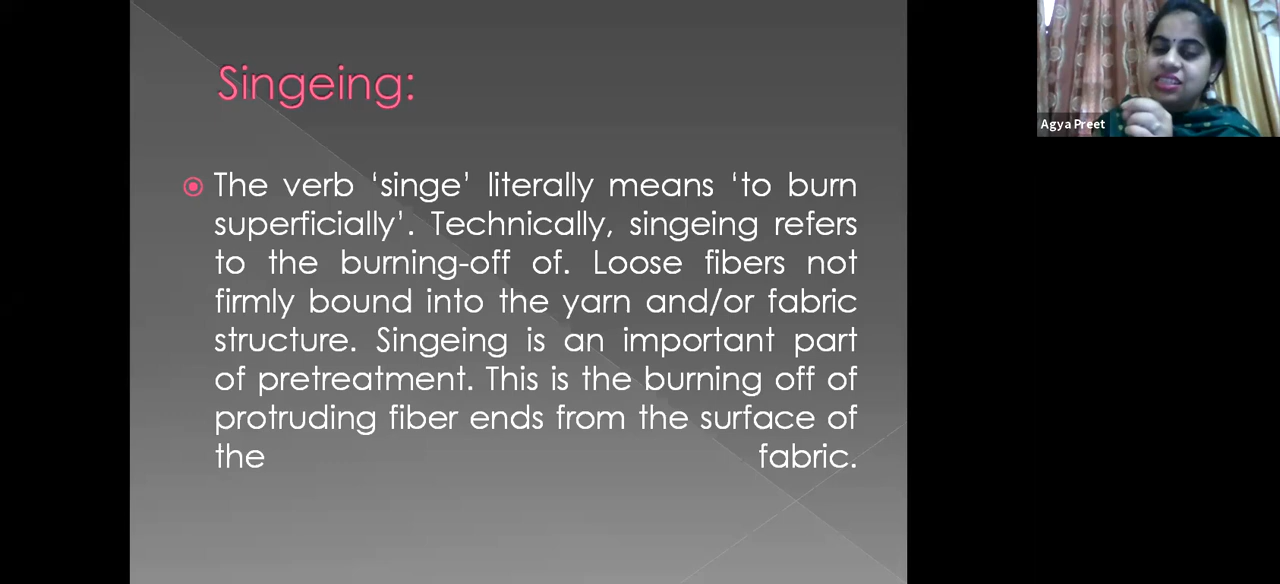 Singeing:
The verb ‘singe’ literally means ‘to burn
superficially’. Technically, singeing refers
to the burning-off of. Loose fibers not
firmly bound into the yarn and/or fabric
structure. Singeing is an important part
of pretreatment. This is the burning off of
protruding fiber ends from the surface of
the fabric.
Agya Preet